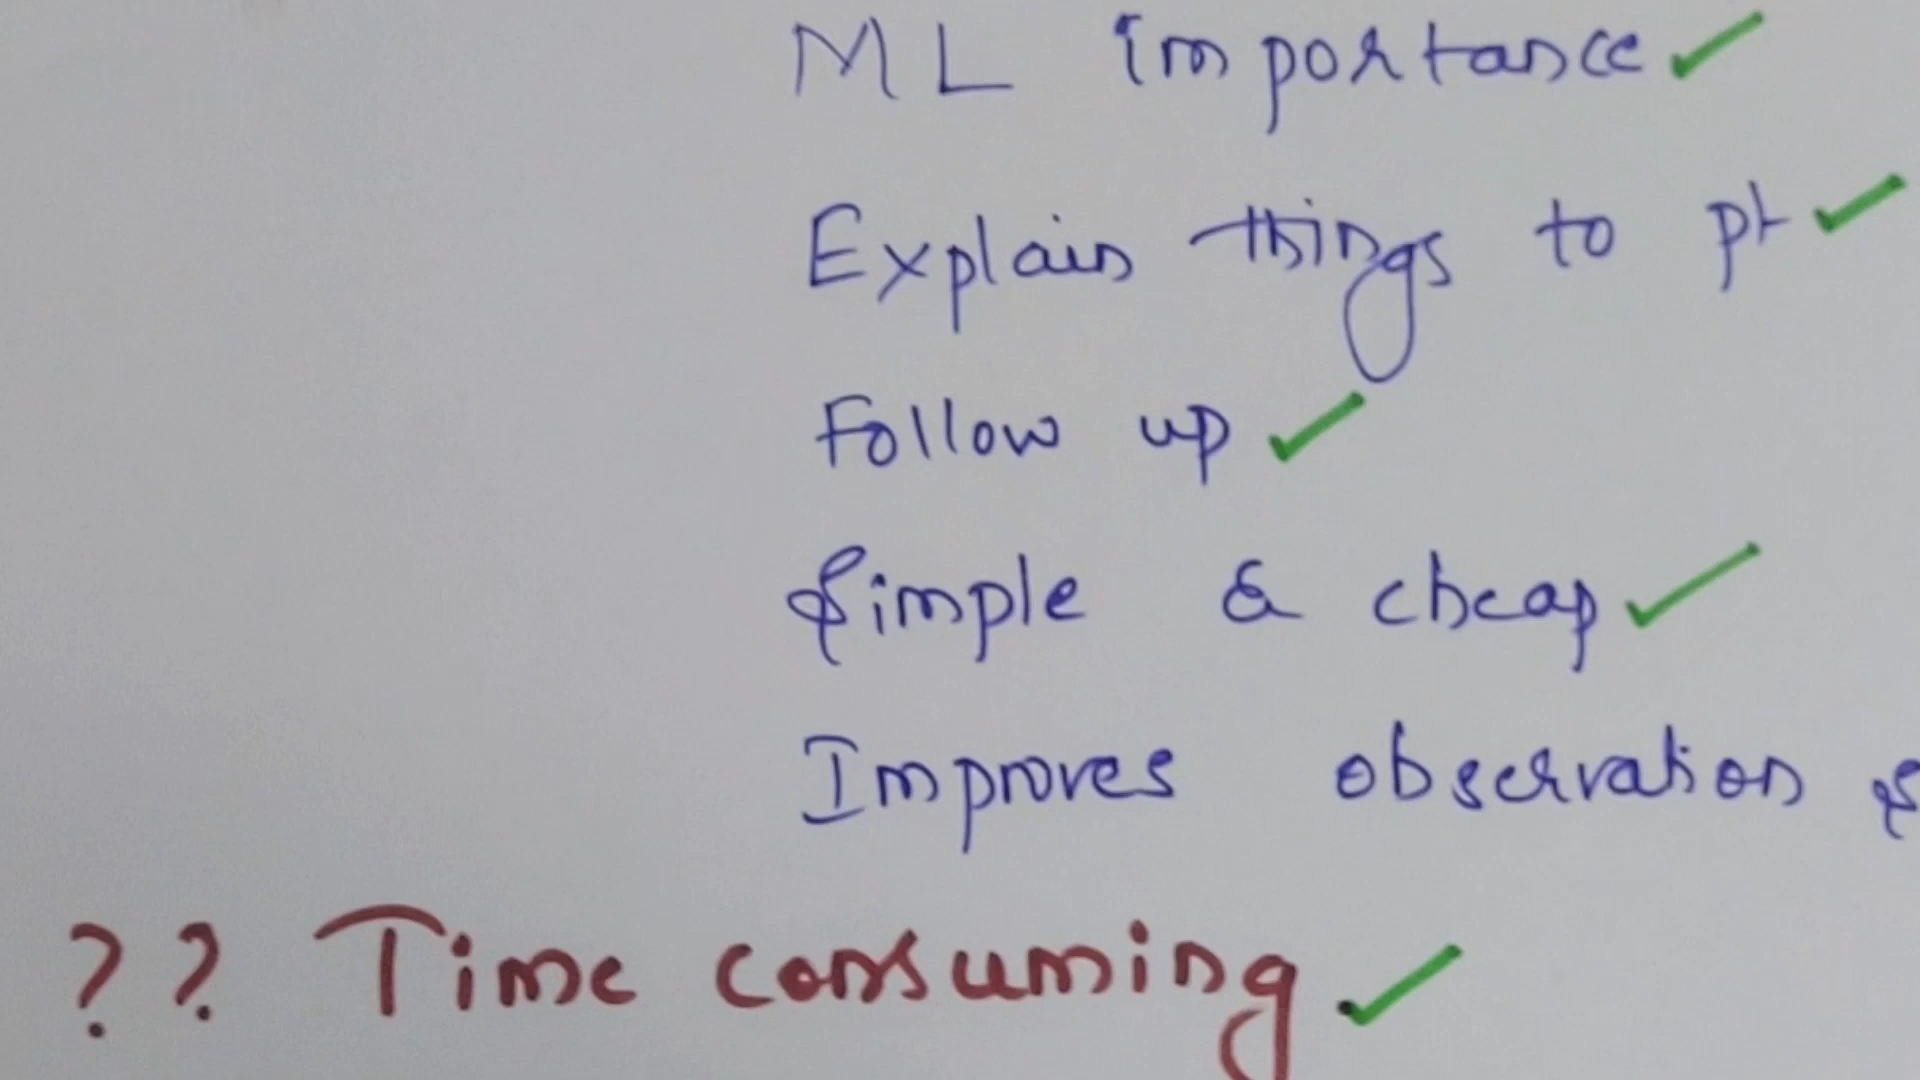 ML importance ✓
Explain things to pt ✓
Follow up ✓
Simple & cheap ✓
Improves observation
?? Time consuming ✓